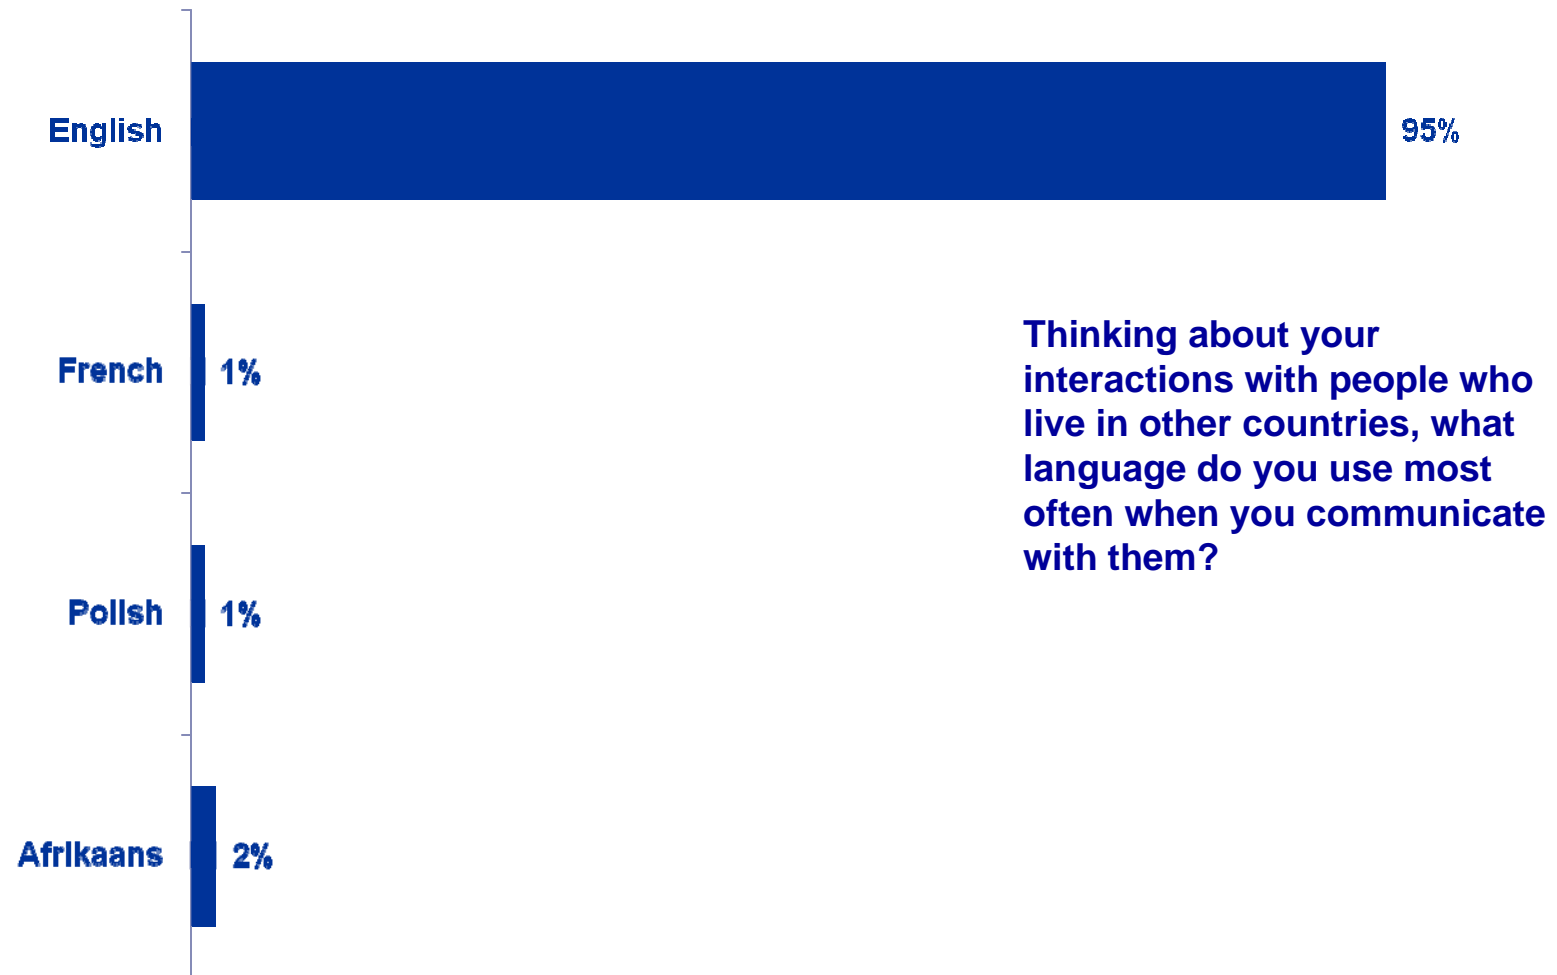 English
95%
French
1%
Thinking about your
interactions with people who
live in other countries, what
language do you use most
often when you communicate
with them?
Polish
1%
Afrikaans
2%